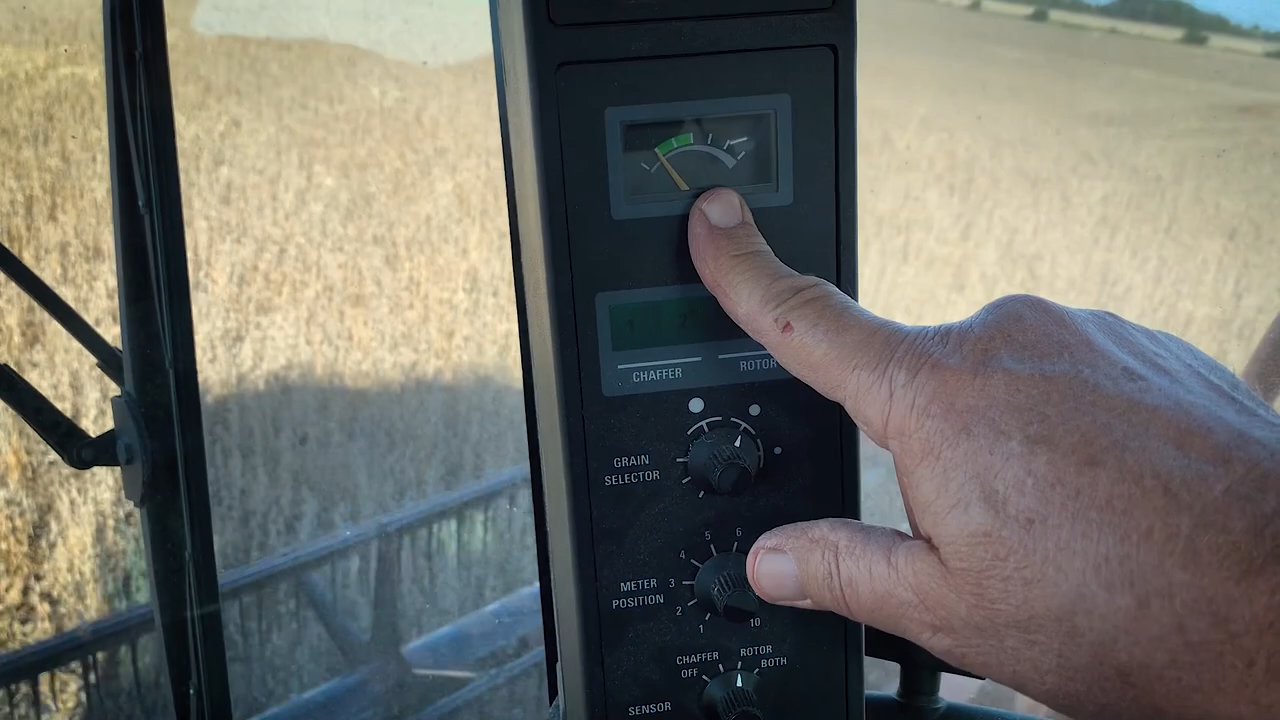 CHAFFER ROTOR
GRAIN
SELECTOR
5 6
4
METER 3
POSITION 2
1 10
CHAFFER ROTOR
OFF BOTH
SENSOR